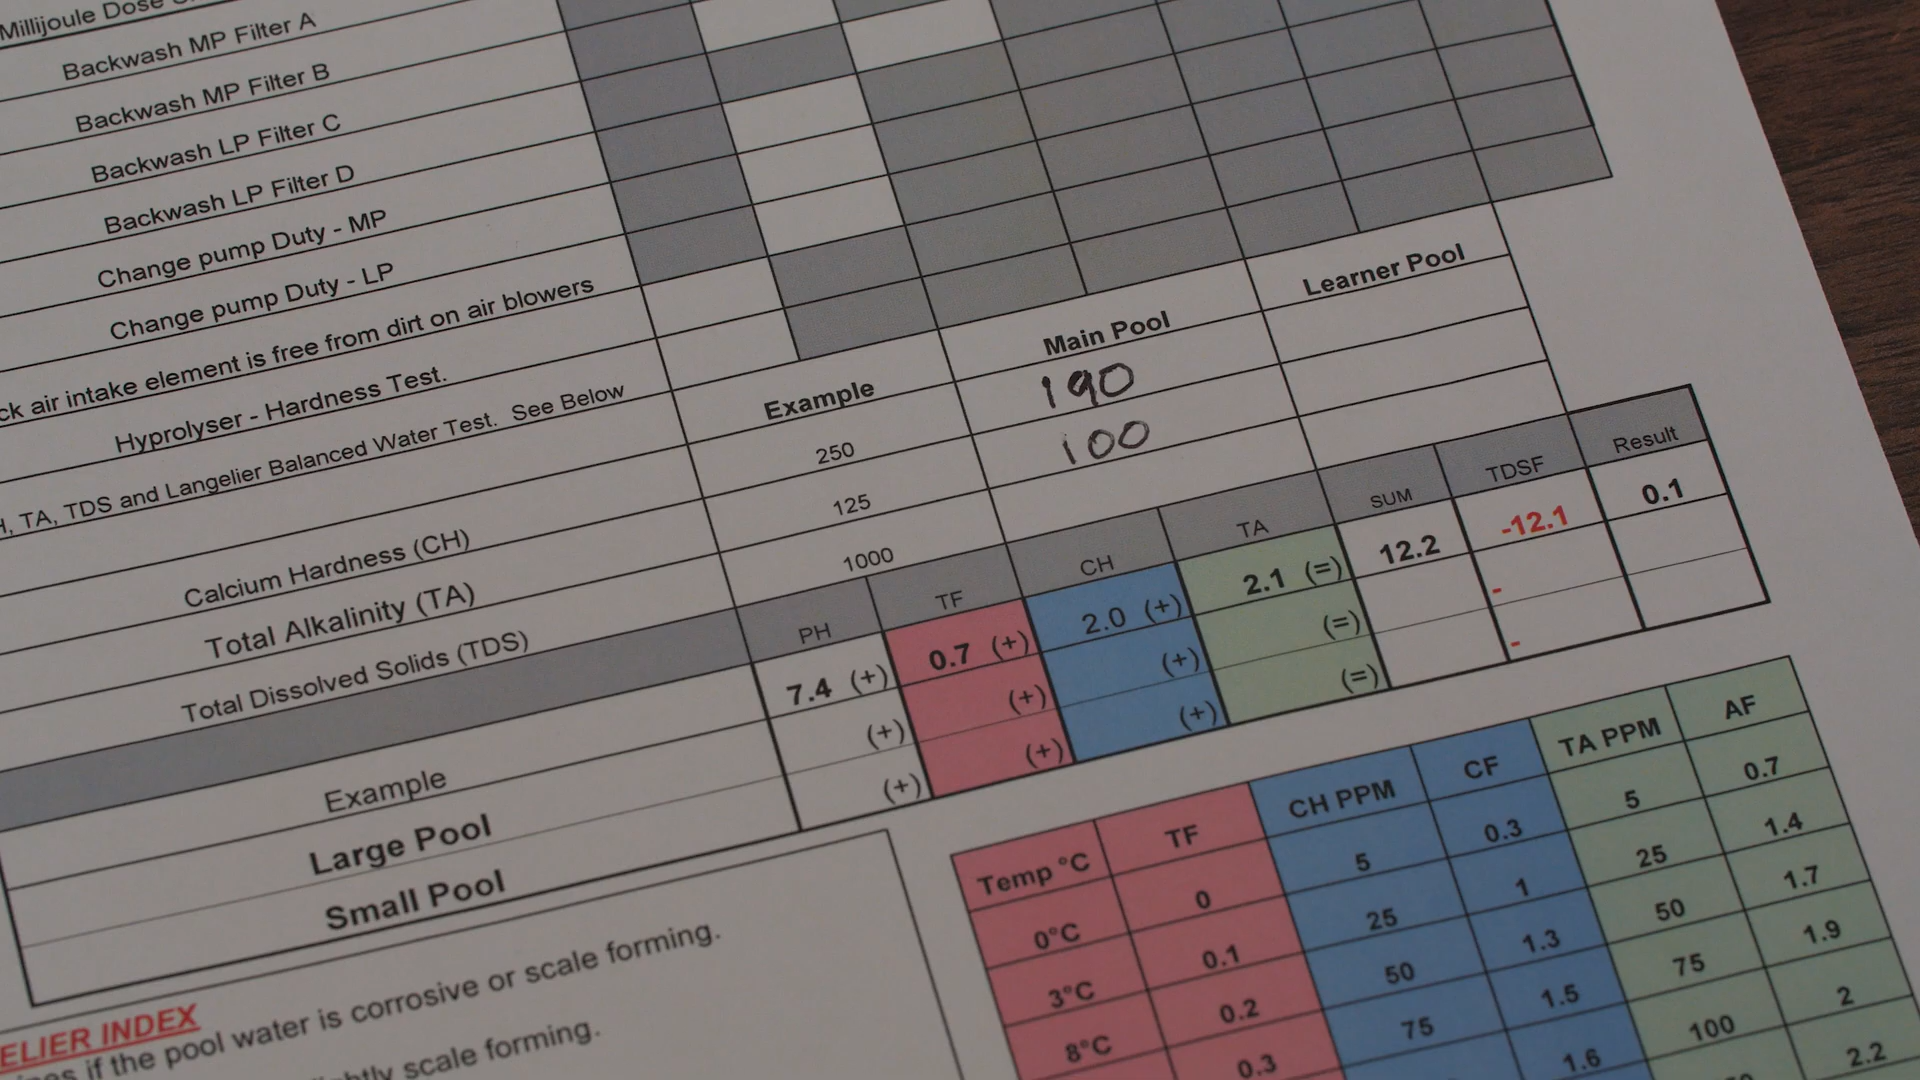 Millijoule Dose
Backwash MP Filter A
Backwash MP Filter B
Backwash LP Filter C
Backwash LP Filter D
Change pump Duty - MP
Change pump Duty - LP
ck air intake element is free from dirt on air blowers
Hyprolyser - Hardness Test.
H, TA, TDS and Langelier Balanced Water Test. See Below
Example Main Pool Learner Pool
Calcium Hardness (CH) 250 190
Total Alkalinity (TA) 125 100
Total Dissolved Solids (TDS) 1000
PH TF CH TA SUM TDSF Result
Example 7.4 (+) 0.7 (+) 2.0 (+) 2.1 (=) 12.2 -12.1 0.1
Large Pool (+) (+) (+) (=) -
Small Pool (+) (+) (+) (=) -
ELIER INDEX
nes if the pool water is corrosive or scale forming.
ghtly scale forming.
Temp °C TF CH PPM CF TA PPM AF
0°C 0 5 0.3 5 0.7
3°C 0.1 25 1 25 1.4
8°C 0.2 50 1.3 50 1.7
0.3 75 1.5 75 1.9
1.6 100 2
2.2